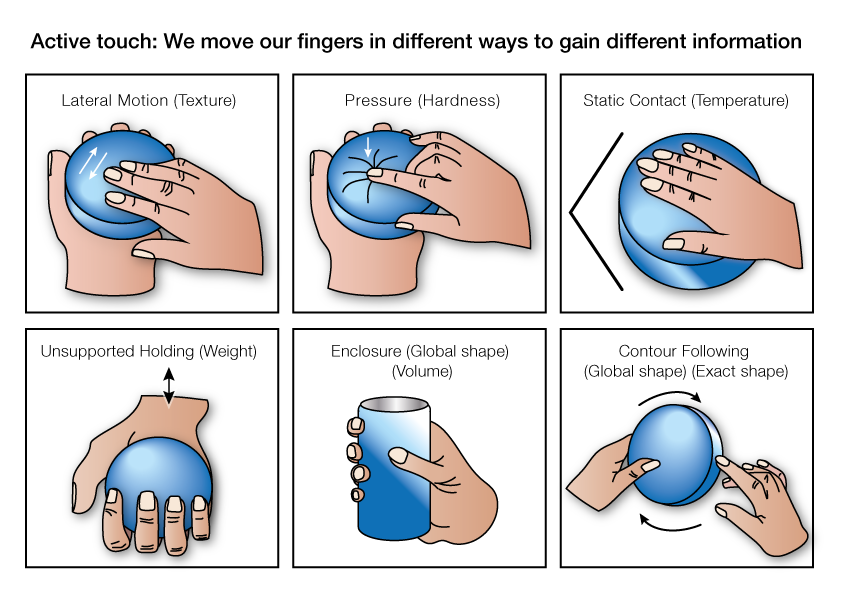 Active touch: We move our fingers in different ways to gain different information
Lateral Motion (Texture)
Pressure (Hardness)
Static Contact (Temperature)
Unsupported Holding (Weight)
Enclosure (Global shape)
(Volume)
Contour Following
(Global shape) (Exact shape)